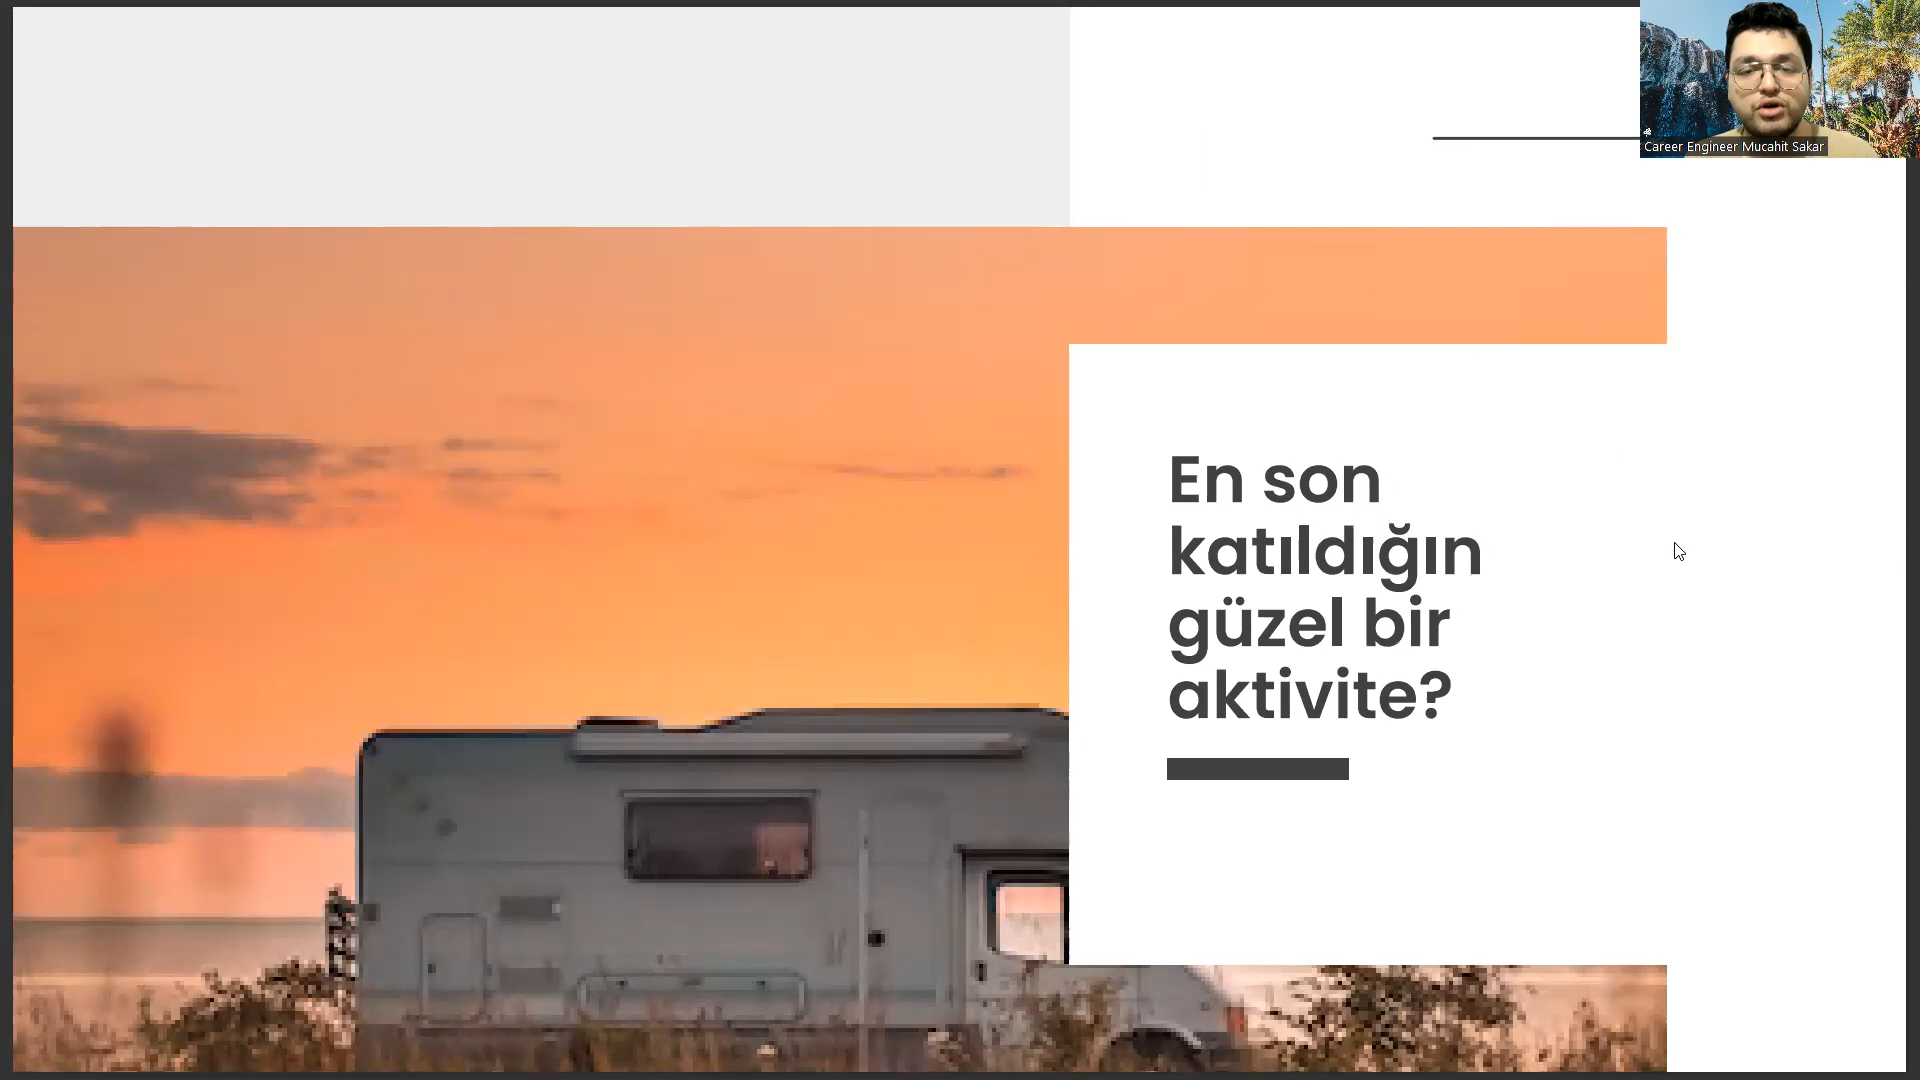 Career Engineer Mucahit Sakar
En son
katıldığın
güzel bir
aktivite?